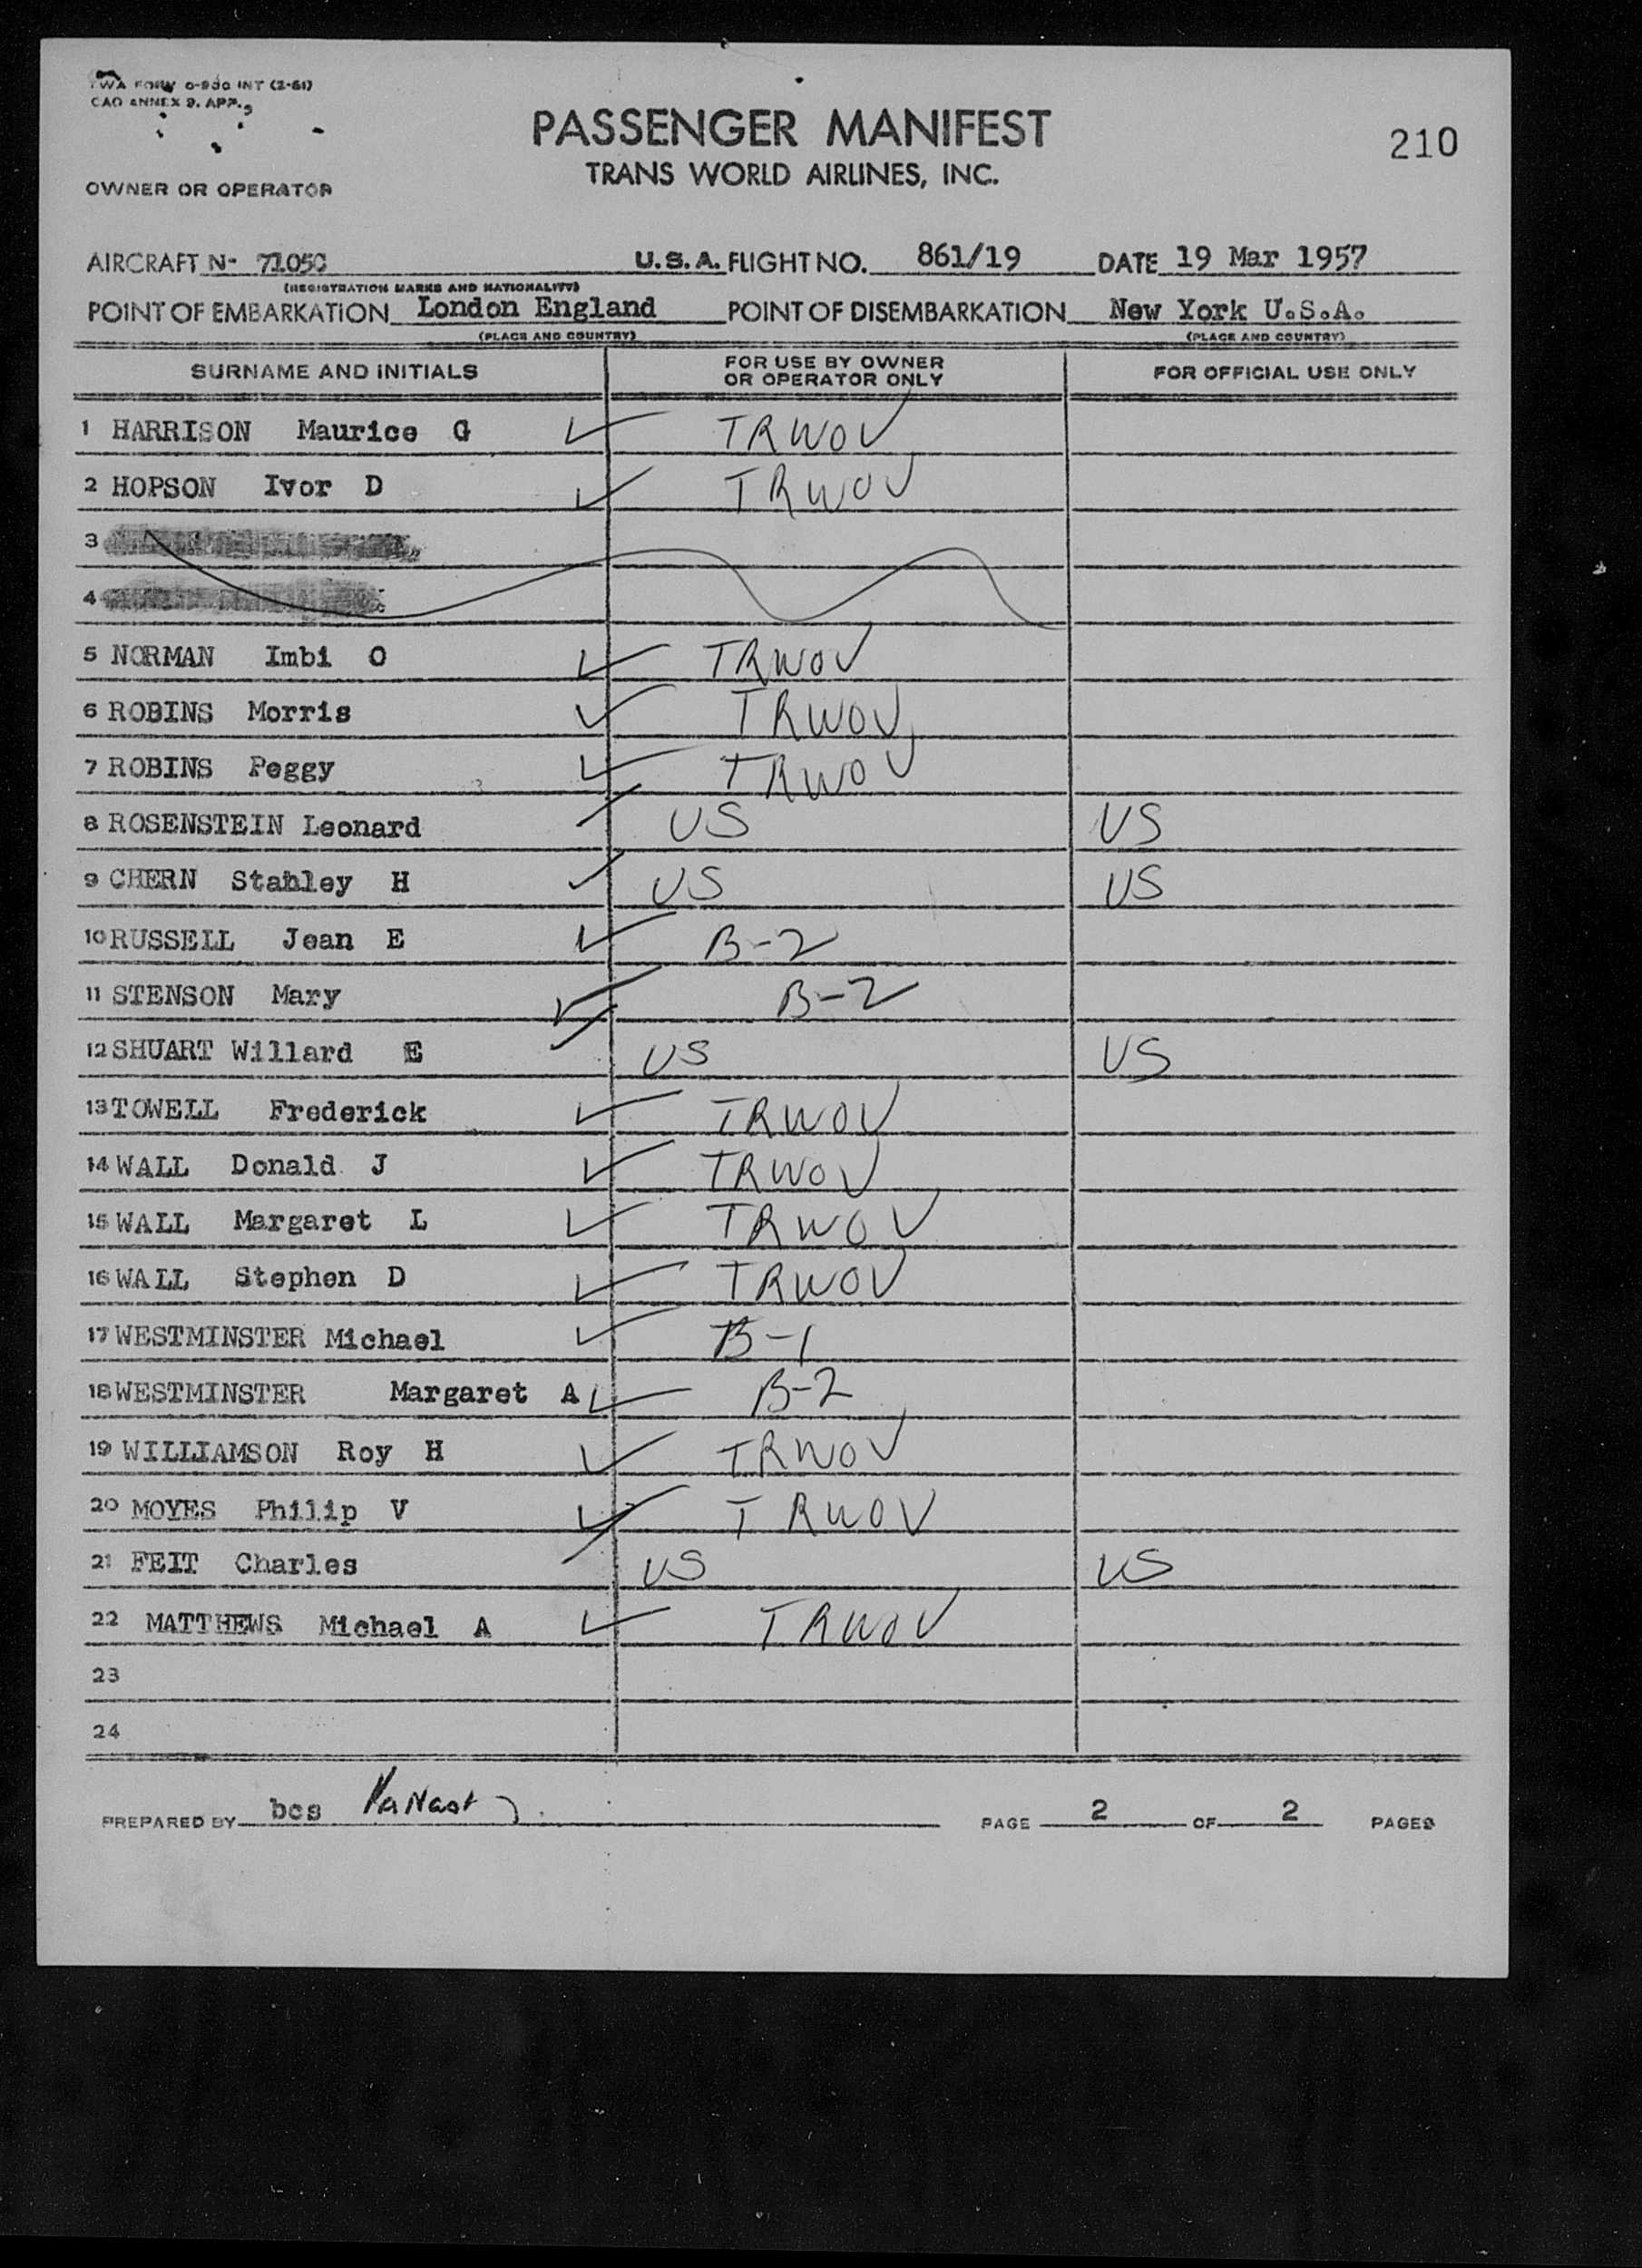 TWA FORM 0-930 INT (2-51)
CAO ANNEX 9. APP. 5
PASSENGER MANIFEST
210
TRANS WORLD AIRLINES, INC.
OWNER OR OPERATOR
AIRCRAFT N- 7105C U.S.A. FLIGHT NO. 861/19 DATE 19 Mar 1957
(REGISTRATION MARKS AND NATIONALITY)
POINT OF EMBARKATION London England POINT OF DISEMBARKATION New York U.S.A.
(PLACE AND COUNTRY) (PLACE AND COUNTRY)
SURNAME AND INITIALS FOR USE BY OWNER OR OPERATOR ONLY FOR OFFICIAL USE ONLY
1 HARRISON Maurice G ✓ TRWOV
2 HOPSON Ivor D ✓ TRWOV
3
4
5 NORMAN Imbi O ✓ TRWOV
6 ROBINS Morris ✓ TRWOV
7 ROBINS Peggy ✓ TRWOV
8 ROSENSTEIN Leonard US US
9 CHERN Stahley H ✓ US US
10 RUSSELL Jean E ✓ B-2
11 STENSON Mary ✓ B-2
12 SHUART Willard E ✓ US US
13 TOWELL Frederick ✓ TRWOV
14 WALL Donald J ✓ TRWOV
15 WALL Margaret L ✓ TRWOV
16 WALL Stephen D ✓ TRWOV
17 WESTMINSTER Michael ✓ B-1
18 WESTMINSTER Margaret A ✓ B-2
19 WILLIAMSON Roy H ✓ TRWOV
20 MOYES Philip V ✓ TRWOV
21 FEIT Charles US US
22 MATTHEWS Michael A ✓ TRWOV
23
24
PREPARED BY bcs PAGE 2 OF 2 PAGES